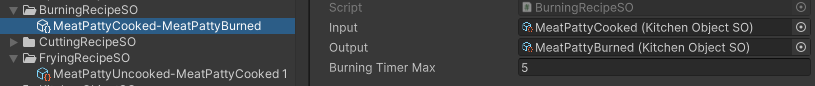 BurningRecipeSO
MeatPattyCooked-MeatPattyBurned
CuttingRecipeSO
FryingRecipeSO
MeatPattyUncooked-MeatPattyCooked 1
Script
BurningRecipeSO
Input
MeatPattyCooked (Kitchen Object SO)
Output
MeatPattyBurned (Kitchen Object SO)
Burning Timer Max
5